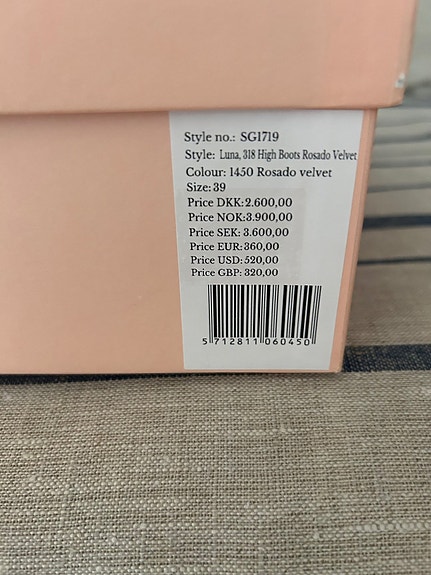 Style no.: SG1719
Style: Luna, 318 High Boots Rosado Velvet
Colour: 1450 Rosado velvet
Size: 39
Price DKK:2.600,00
Price NOK:3.900,00
Price SEK: 3.600,00
Price EUR:360,00
Price USD: 520,00
Price GBP: 320,00
5 712811 060450